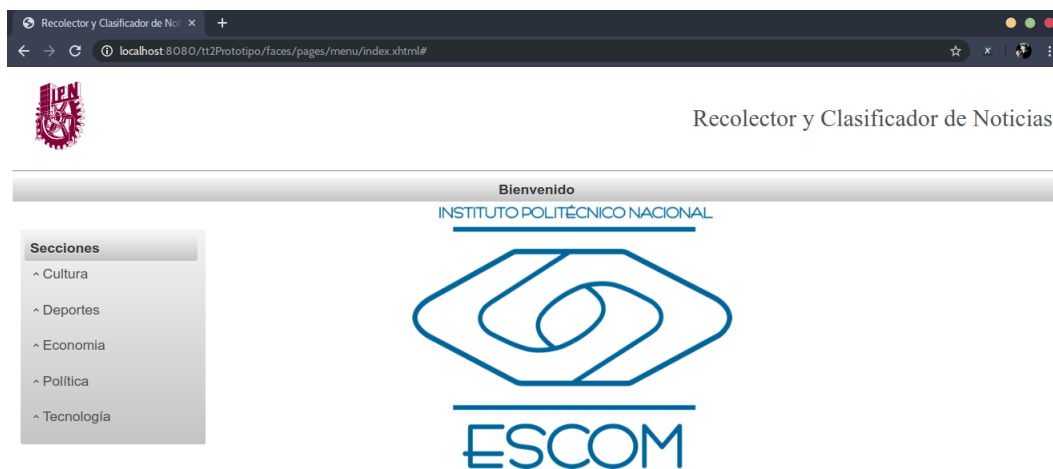 Recolector y Clasificador de Not
localhost:8080/tt2Prototipo/faces/pages/menu/index.xhtml#
IPN
Recolector y Clasificador de Noticias
Bienvenido
INSTITUTO POLITÉCNICO NACIONAL
Secciones
Cultura
Deportes
Economia
Política
Tecnología
ESCOM